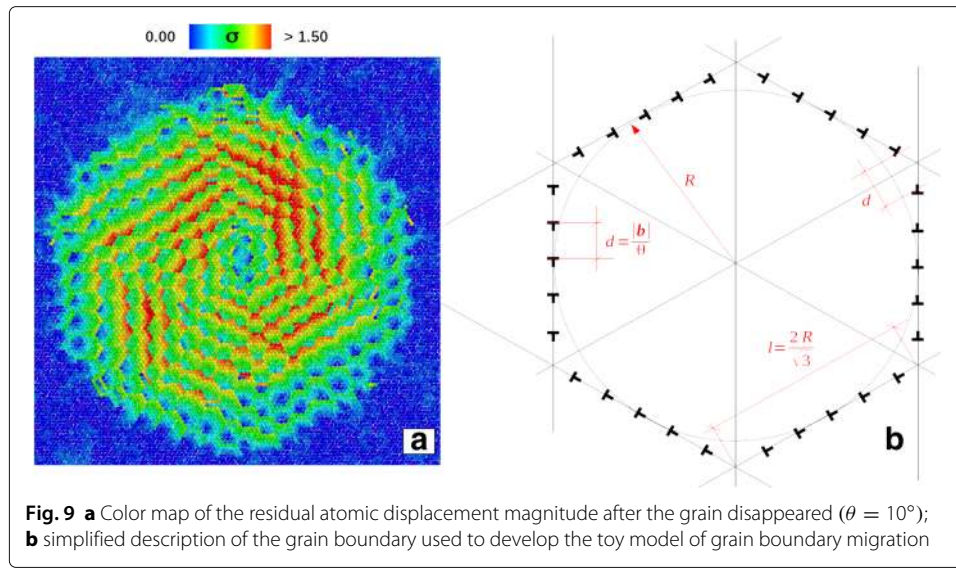 0.00 σ > 1.50
R
d
d = |b| / θ
l = 2 R / √3
a
b
Fig. 9 a Color map of the residual atomic displacement magnitude after the grain disappeared (θ = 10°);
b simplified description of the grain boundary used to develop the toy model of grain boundary migration